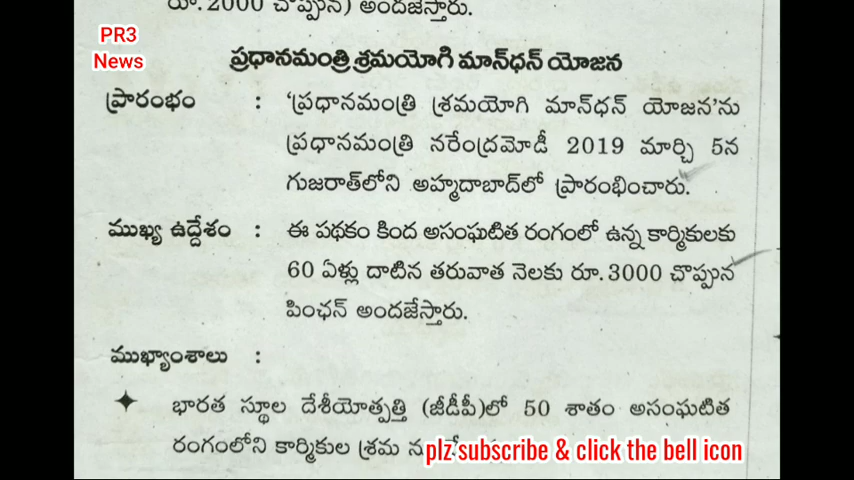 రూ. 2000 చొప్పున) అందజేస్తారు.
PR3
News
ప్రధానమంత్రి శ్రమయోగి మాన్‌ధన్ యోజన
ప్రారంభం : ‘ప్రధానమంత్రి శ్రమయోగి మాన్‌ధన్ యోజన’ను
ప్రధానమంత్రి నరేంద్రమోడీ 2019 మార్చి 5న
గుజరాత్‌లోని అహ్మదాబాద్‌లో ప్రారంభించారు.
ముఖ్య ఉద్దేశం : ఈ పథకం కింద అసంఘటిత రంగంలో ఉన్న కార్మికులకు
60 ఏళ్లు దాటిన తరువాత నెలకు రూ. 3000 చొప్పున
పింఛన్ అందజేస్తారు.
ముఖ్యాంశాలు :
భారత స్థూల దేశీయోత్పత్తి (జీడీపీ)లో 50 శాతం అసంఘటిత
రంగంలోని కార్మికుల శ్రమ
plz subscribe & click the bell icon